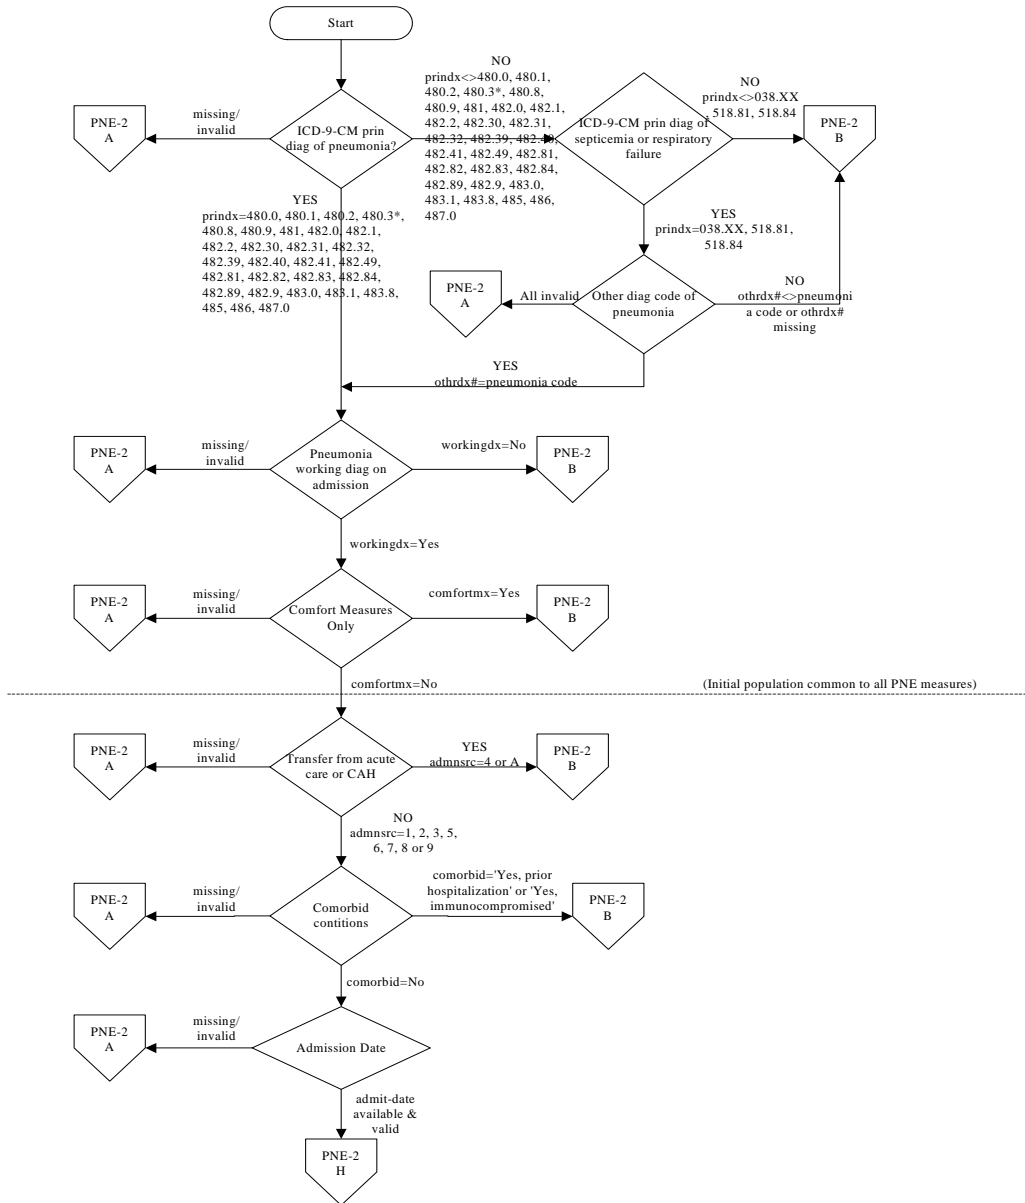 Start
PNE-2
A
missing/
invalid
ICD-9-CM prin
diag of pneumonia?
NO
prindx<>480.0, 480.1,
480.2, 480.3*, 480.8,
480.9, 481, 482.0, 482.1,
482.2, 482.30, 482.31,
482.32, 482.39, 482.40,
482.41, 482.49, 482.81,
482.82, 482.83, 482.84,
482.89, 482.9, 483.0,
483.1, 483.8, 485, 486,
487.0
ICD-9-CM prin diag of
septicemia or respiratory
failure
NO
prindx<>038.XX
, 518.81, 518.84
PNE-2
B
YES
prindx=480.0, 480.1, 480.2, 480.3*,
480.8, 480.9, 481, 482.0, 482.1,
482.2, 482.30, 482.31, 482.32,
482.39, 482.40, 482.41, 482.49,
482.81, 482.82, 482.83, 482.84,
482.89, 482.9, 483.0, 483.1, 483.8,
485, 486, 487.0
YES
prindx=038.XX, 518.81,
518.84
PNE-2
A
All invalid
Other diag code of
pneumonia
NO
othrdx#<>pneumoni
a code or othrdx#
missing
YES
othrdx#=pneumonia code
PNE-2
A
missing/
invalid
Pneumonia
working diag on
admission
workingdx=No
PNE-2
B
workingdx=Yes
PNE-2
A
missing/
invalid
Comfort Measures
Only
comfortmx=Yes
PNE-2
B
comfortmx=No
(Initial population common to all PNE measures)
PNE-2
A
missing/
invalid
Transfer from acute
care or CAH
YES
admnsrc=4 or A
PNE-2
B
NO
admnsrc=1, 2, 3, 5,
6, 7, 8 or 9
PNE-2
A
missing/
invalid
Comorbid
contitions
comorbid='Yes, prior
hospitalization' or 'Yes,
immunocompromised'
PNE-2
B
comorbid=No
PNE-2
A
missing/
invalid
Admission Date
admit-date
available &
valid
PNE-2
H